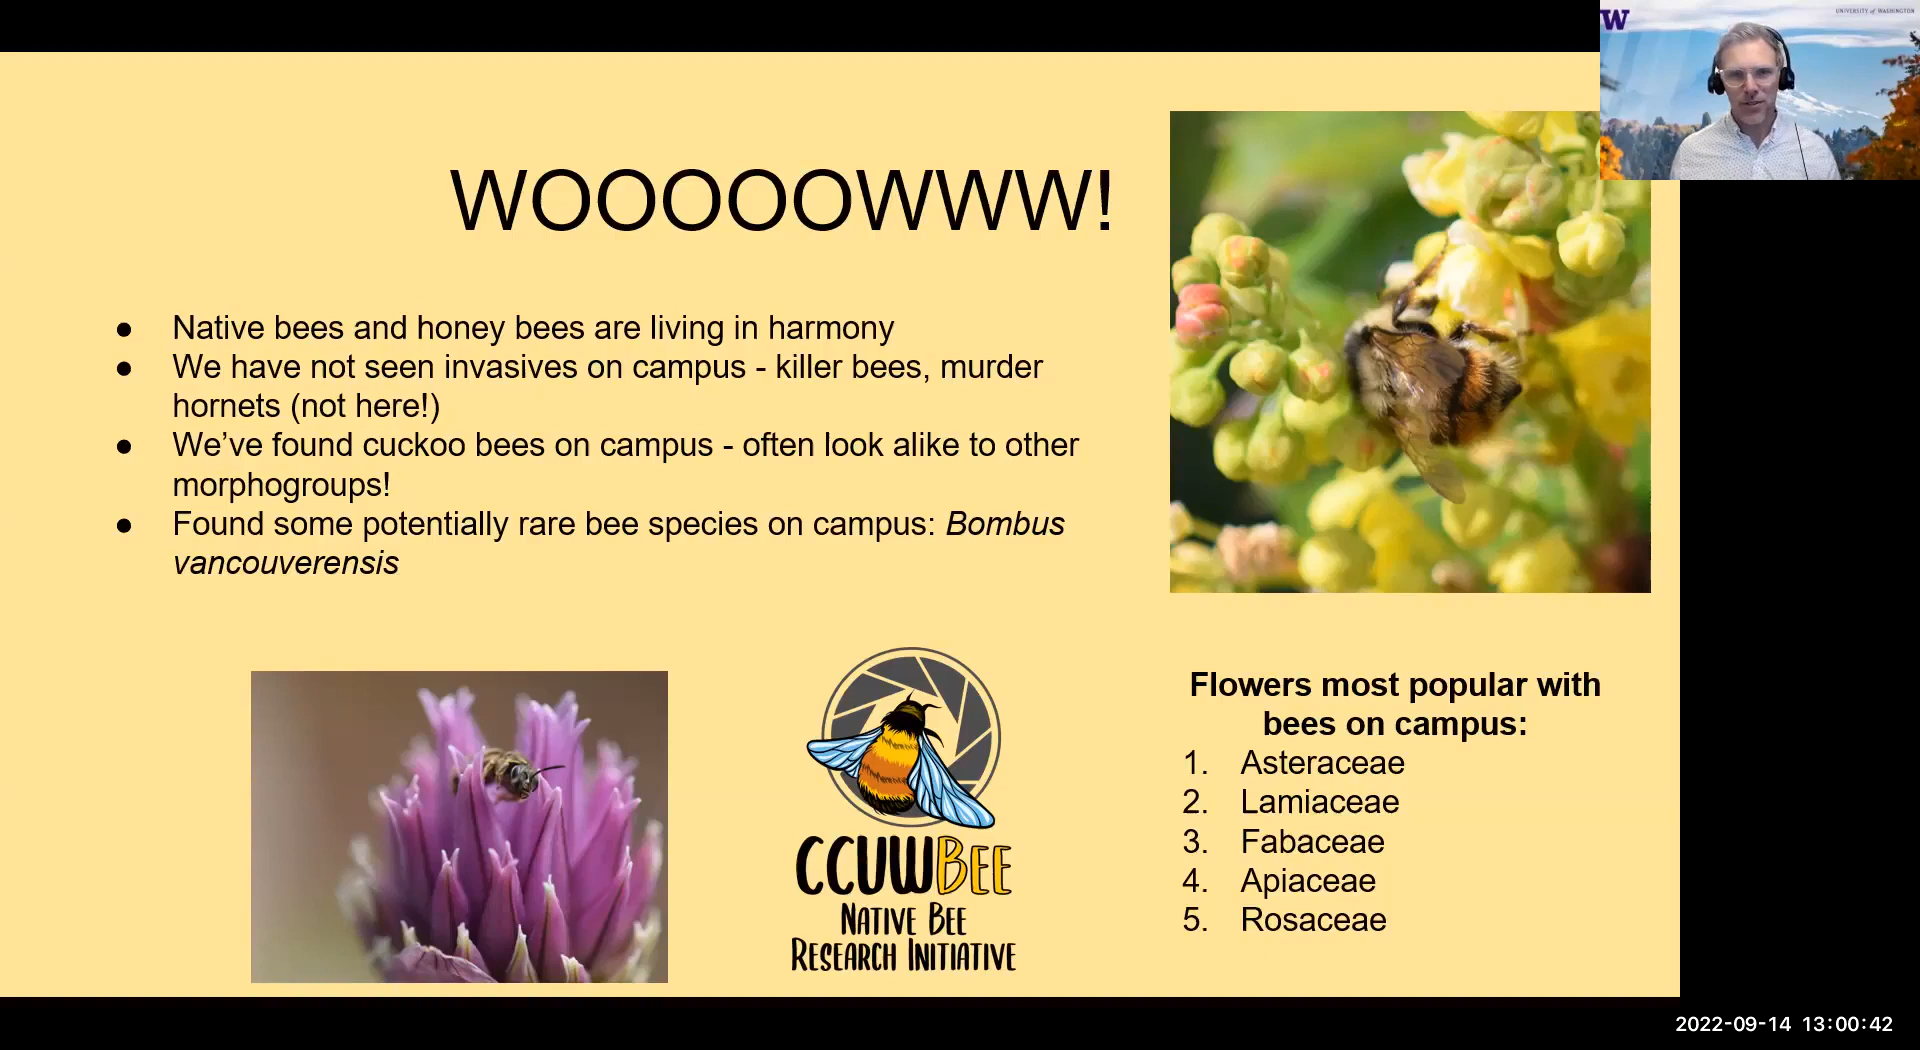 W
UNIVERSITY of WASHINGTON
WOOOOOWWW!
● Native bees and honey bees are living in harmony
● We have not seen invasives on campus - killer bees, murder
hornets (not here!)
● We’ve found cuckoo bees on campus - often look alike to other
morphogroups!
● Found some potentially rare bee species on campus: Bombus
vancouverensis
CCUWBEE
NATIVE BEE
RESEARCH INITIATIVE
Flowers most popular with
bees on campus:
1. Asteraceae
2. Lamiaceae
3. Fabaceae
4. Apiaceae
5. Rosaceae
2022-09-14 13:00:42